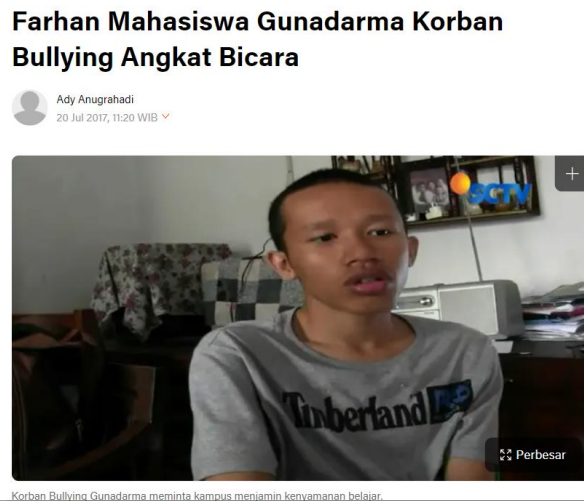 Farhan Mahasiswa Gunadarma Korban
Bullying Angkat Bicara
Ady Anugrahadi
20 Jul 2017, 11:20 WIB
SCTV
Timberland
Perbesar
Korban Bullying Gunadarma meminta kampus menjamin kenyamanan belajar.